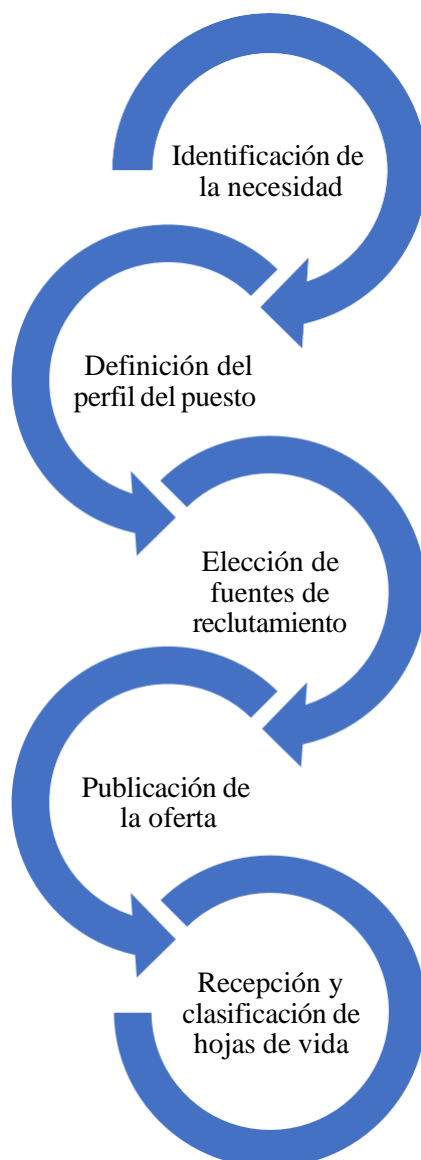 Identificación de
la necesidad
Definición del
perfil del puesto
Elección de
fuentes de
reclutamiento
Publicación de
la oferta
Recepción y
clasificación de
hojas de vida